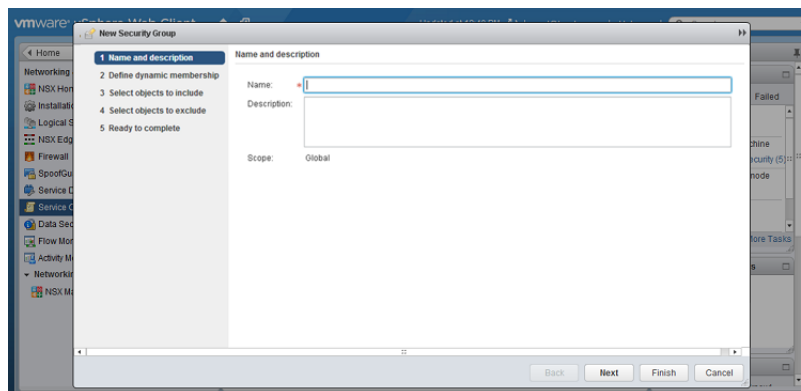 vmware
New Security Group
Home
1 Name and description
Name and description
Networking
2 Define dynamic membership
NSX Hom
3 Select objects to include
Name:
*
Installatio
4 Select objects to exclude
Description:
Failed
Logical S
5 Ready to complete
NSX Edg
Firewall
Scope: Global
chine
SpoofGu
ecurity (5)
Service D
node
Service C
Data Sec
Flow Mor
lore Tasks
Activity M
Networkin
NSX Ma
Back Next Finish Cancel